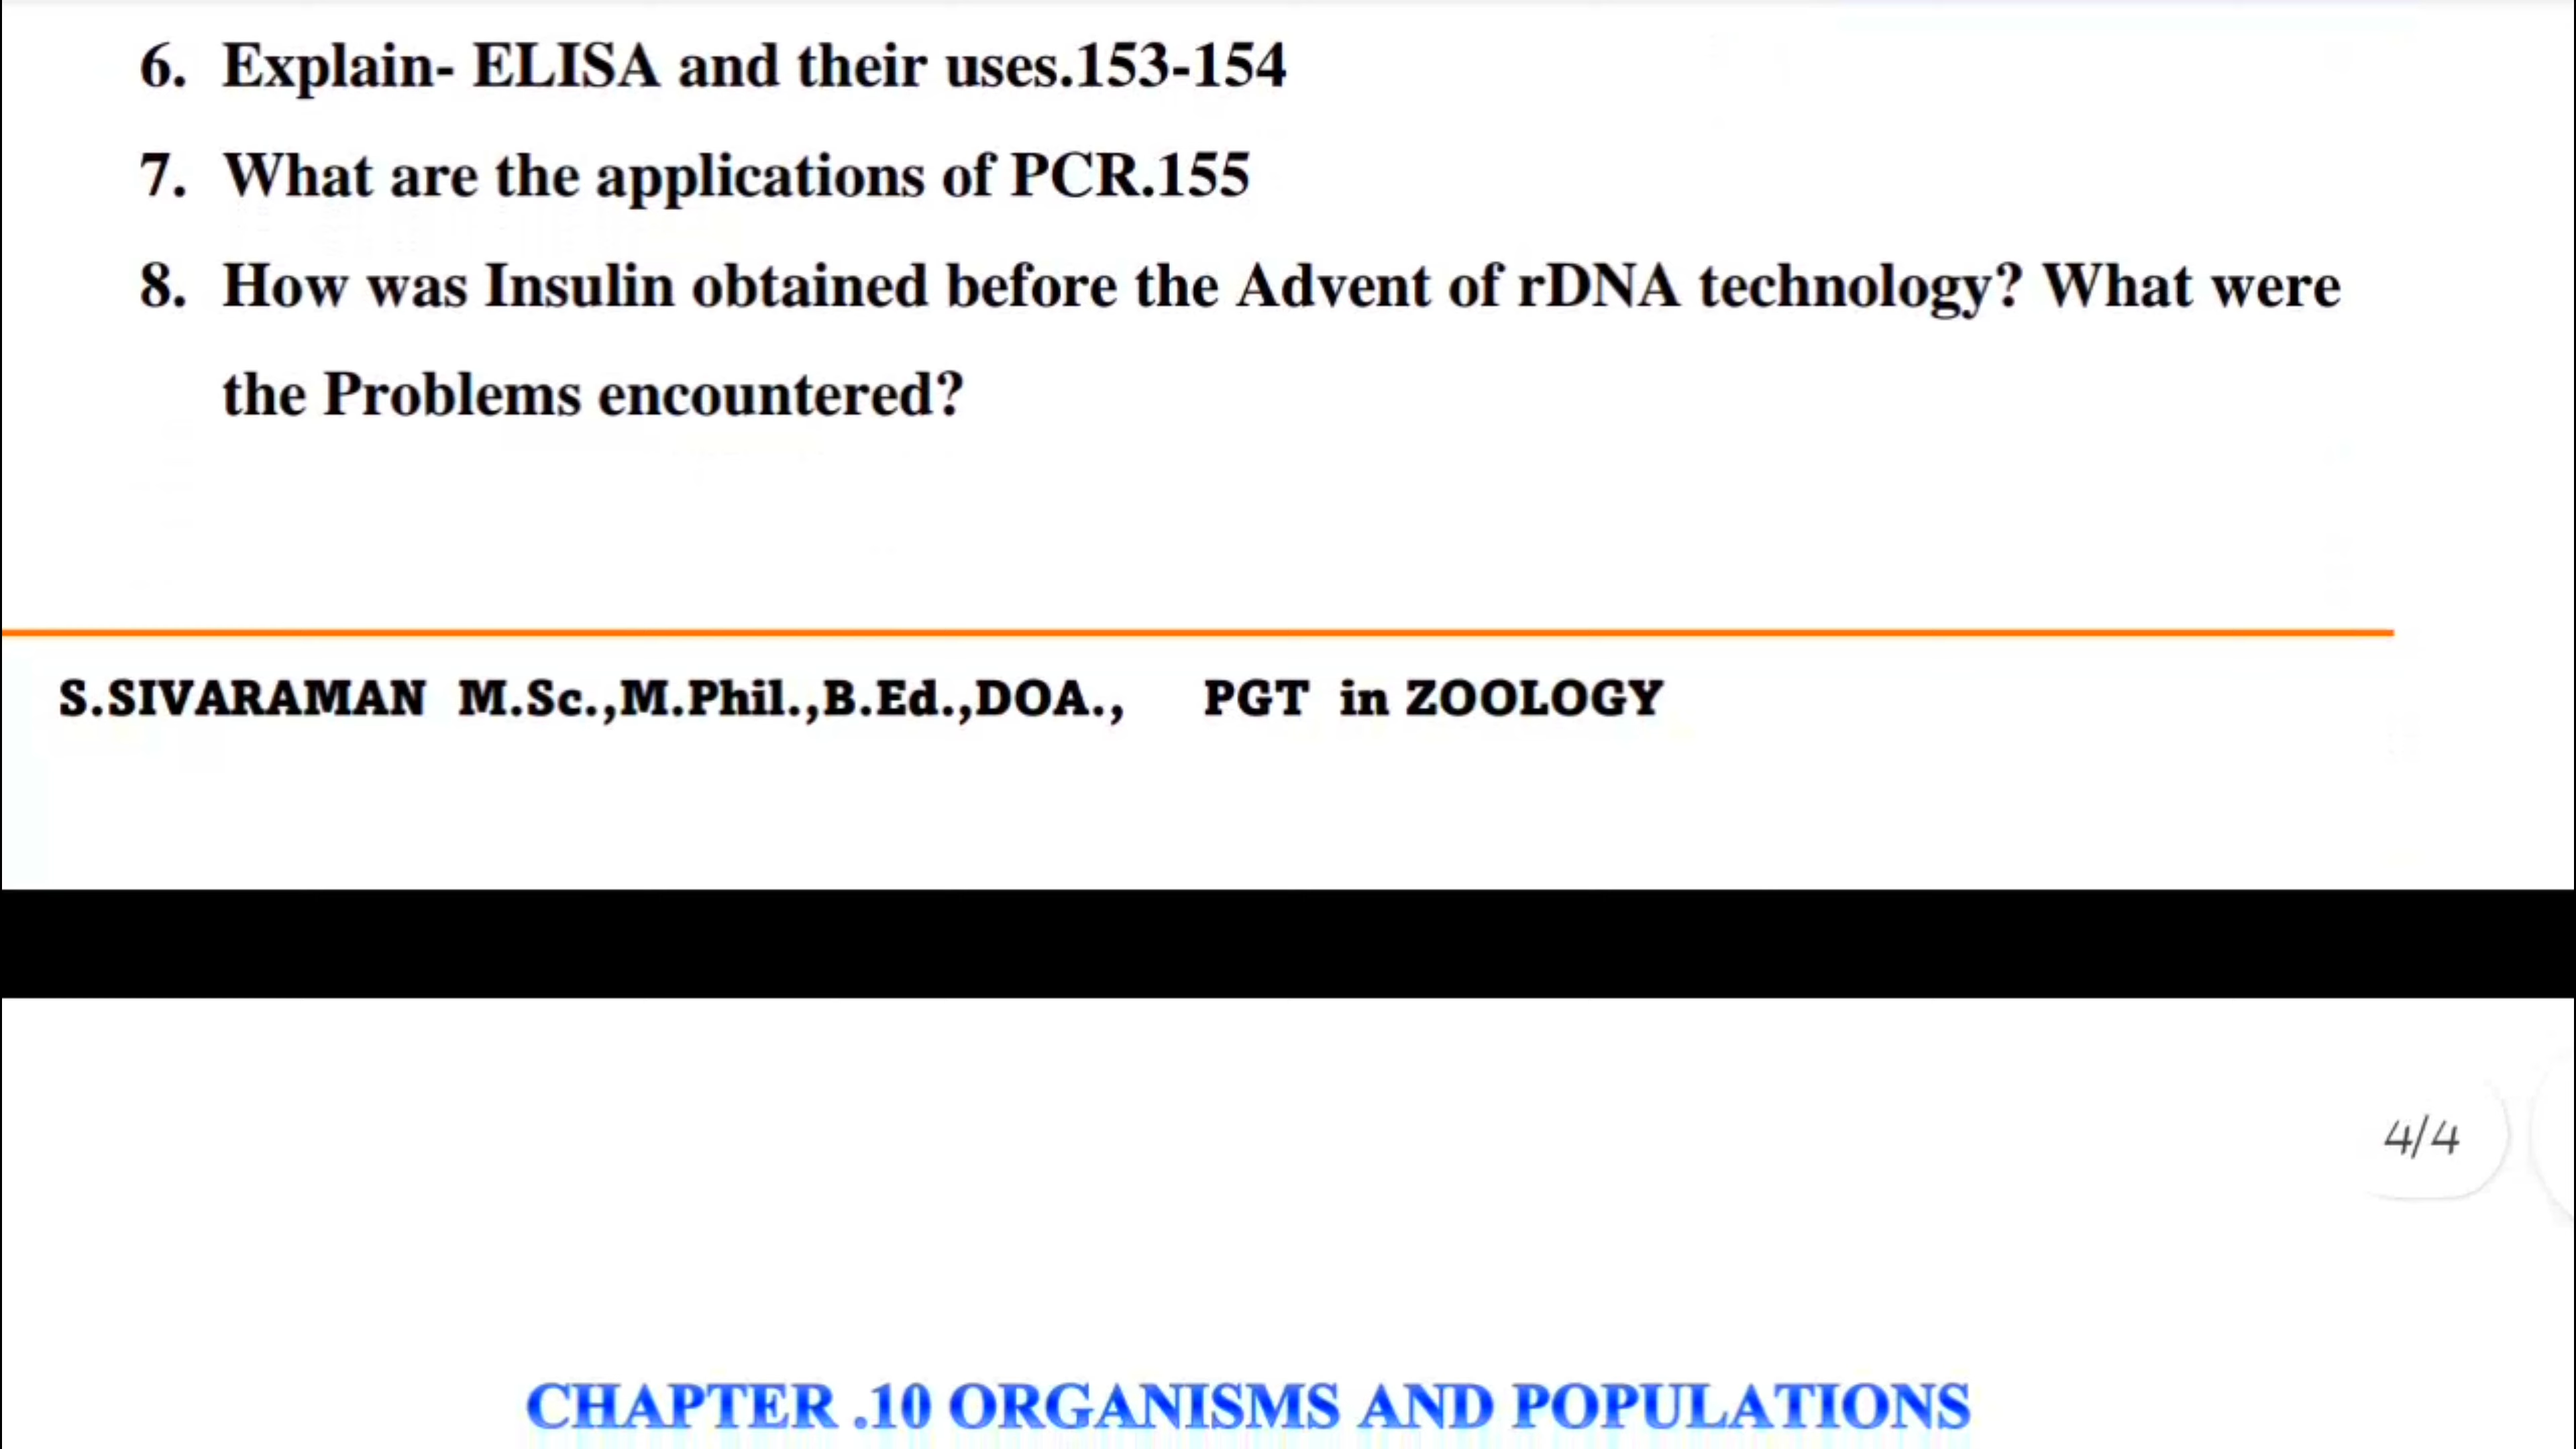 6. Explain- ELISA and their uses.153-154
7. What are the applications of PCR.155
8. How was Insulin obtained before the Advent of rDNA technology? What were
the Problems encountered?
S.SIVARAMAN M.Sc.,M.Phil.,B.Ed.,DOA., PGT in ZOOLOGY
4/4
CHAPTER .10 ORGANISMS AND POPULATIONS